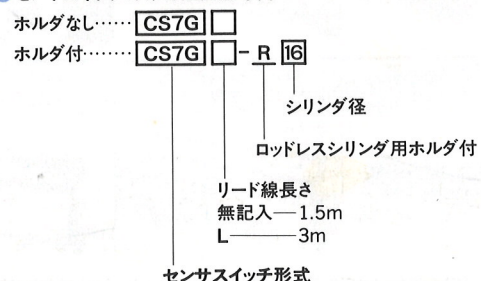 ホルダなし……CS7G□
ホルダ付………CS7G□-R16
シリンダ径
ロッドレスシリンダ用ホルダ付
リード線長さ
無記入―1.5m
L―――3m
センサスイッチ形式